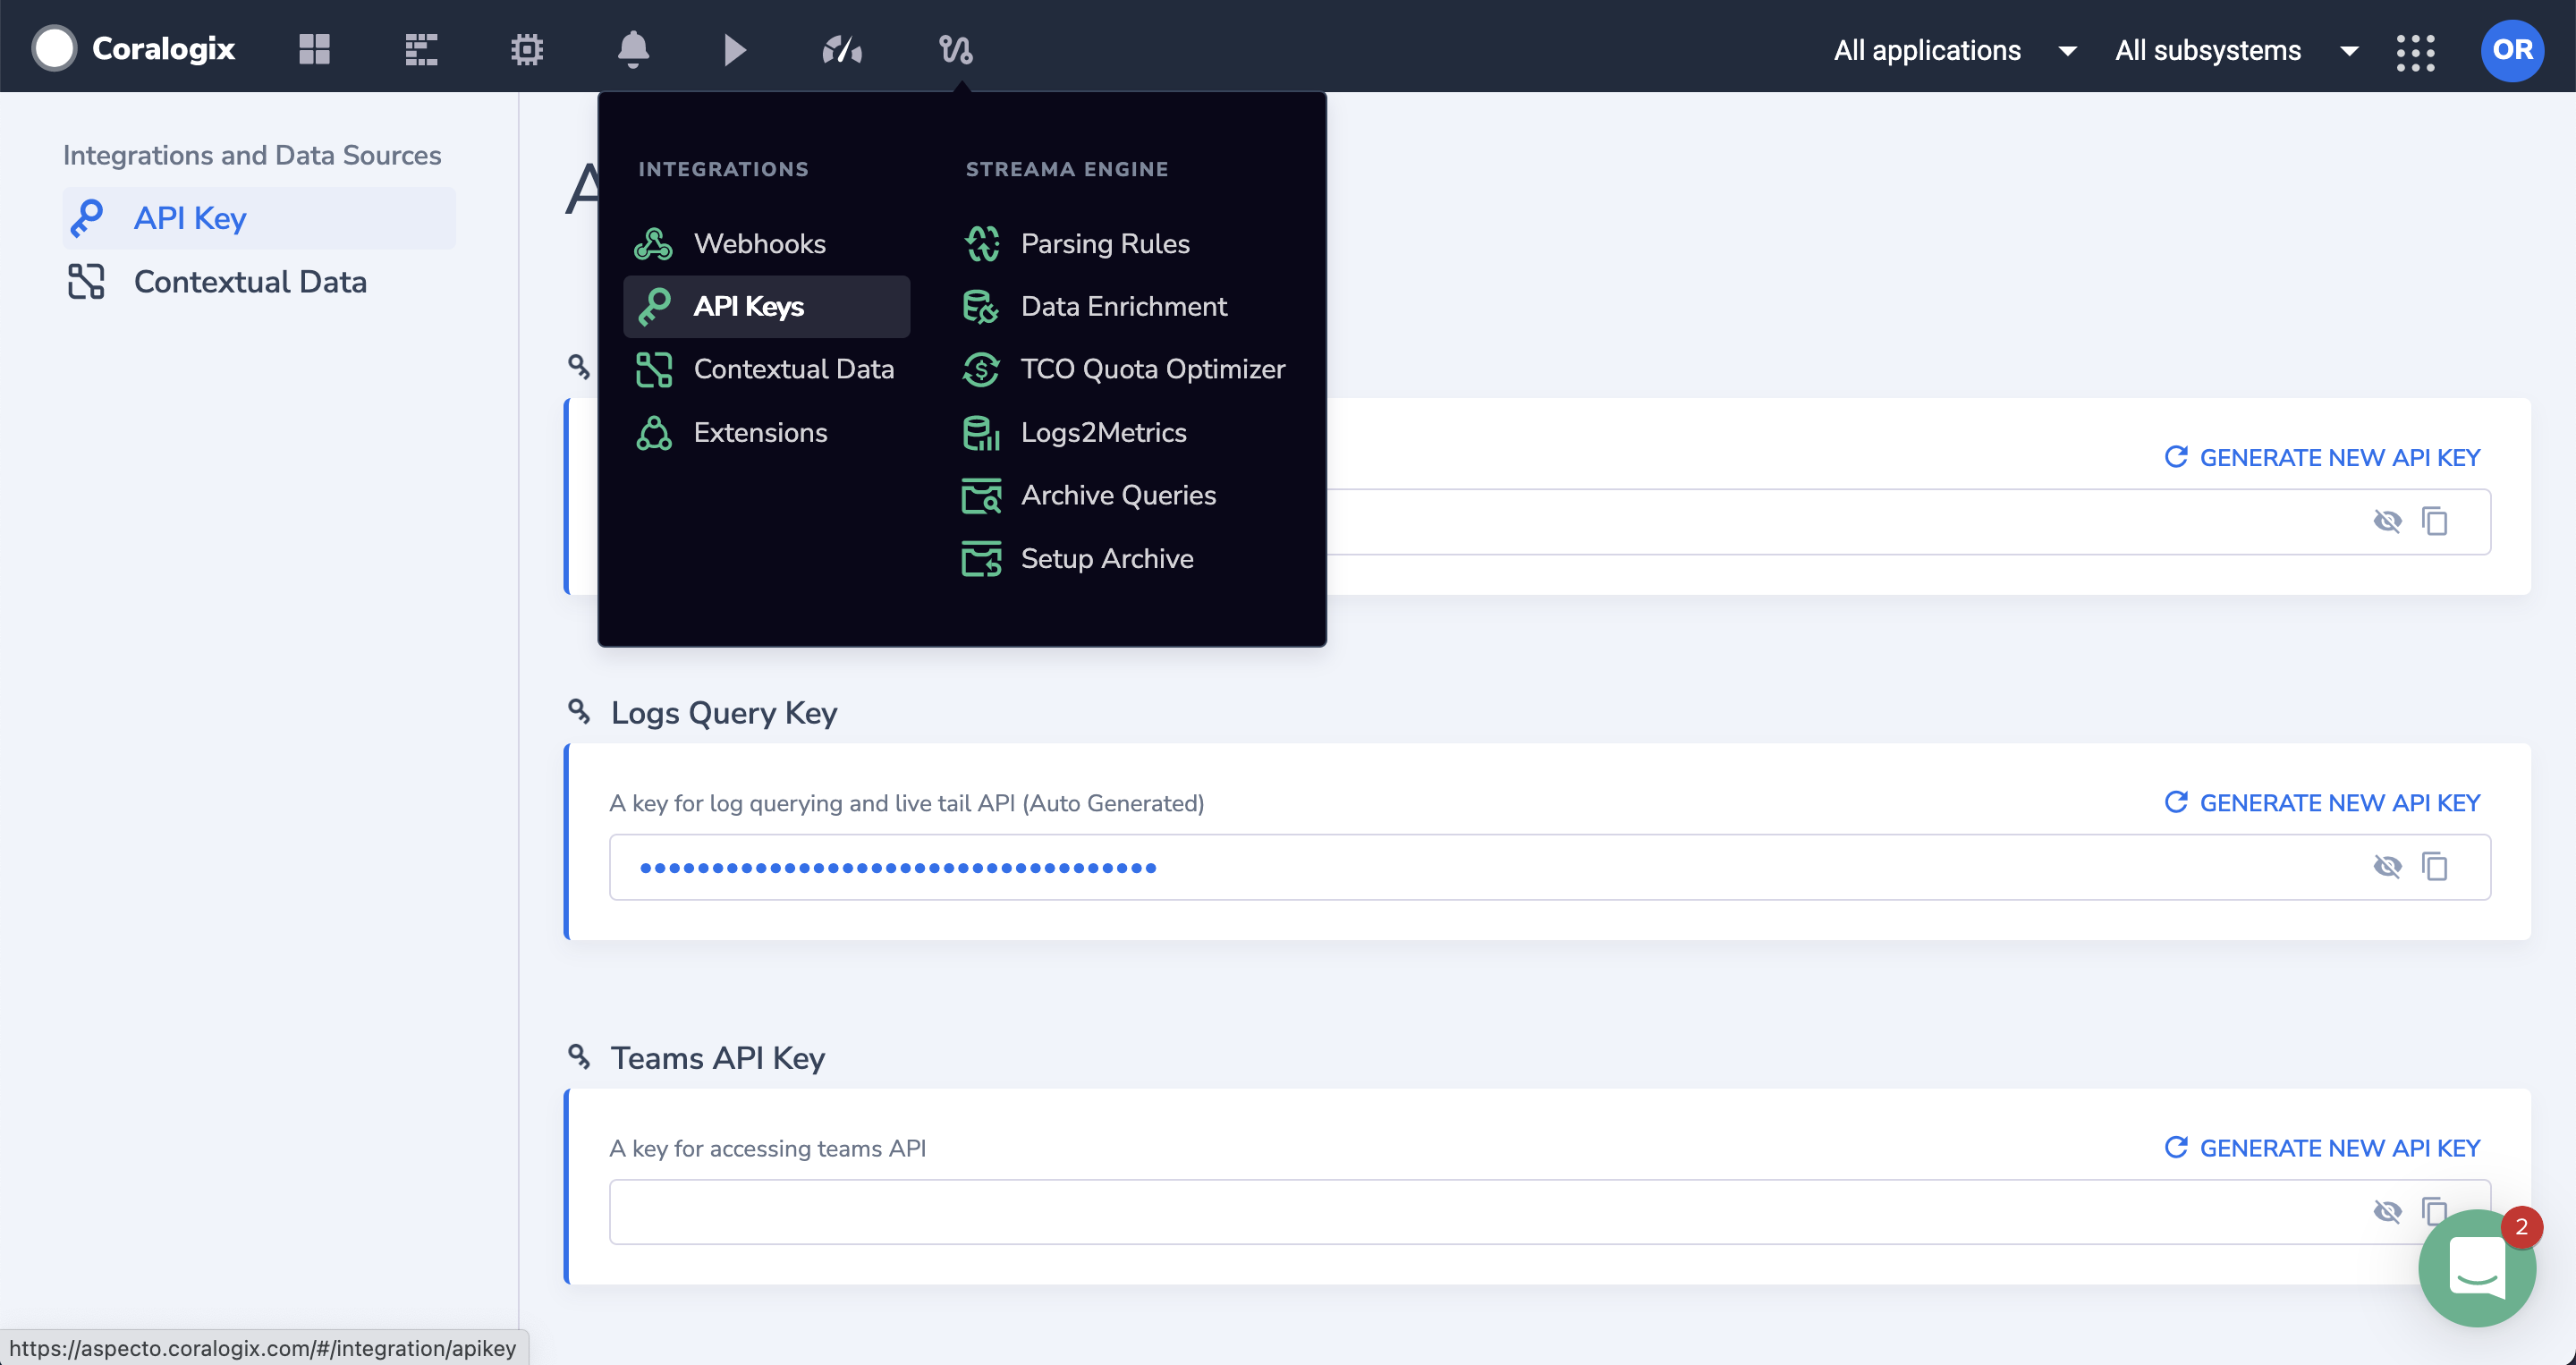 Coralogix
All applications
All subsystems
OR
Integrations and Data Sources
API Key
Contextual Data
A
INTEGRATIONS
Webhooks
API Keys
Contextual Data
Extensions
STREAMA ENGINE
Parsing Rules
Data Enrichment
TCO Quota Optimizer
Logs2Metrics
Archive Queries
Setup Archive
GENERATE NEW API KEY
Logs Query Key
A key for log querying and live tail API (Auto Generated)
GENERATE NEW API KEY
Teams API Key
A key for accessing teams API
GENERATE NEW API KEY
2
https://aspecto.coralogix.com/#/integration/apikey